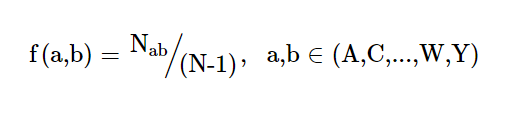 f(a,b) = N_ab/(N-1), a,b ∈ (A,C,...,W,Y)